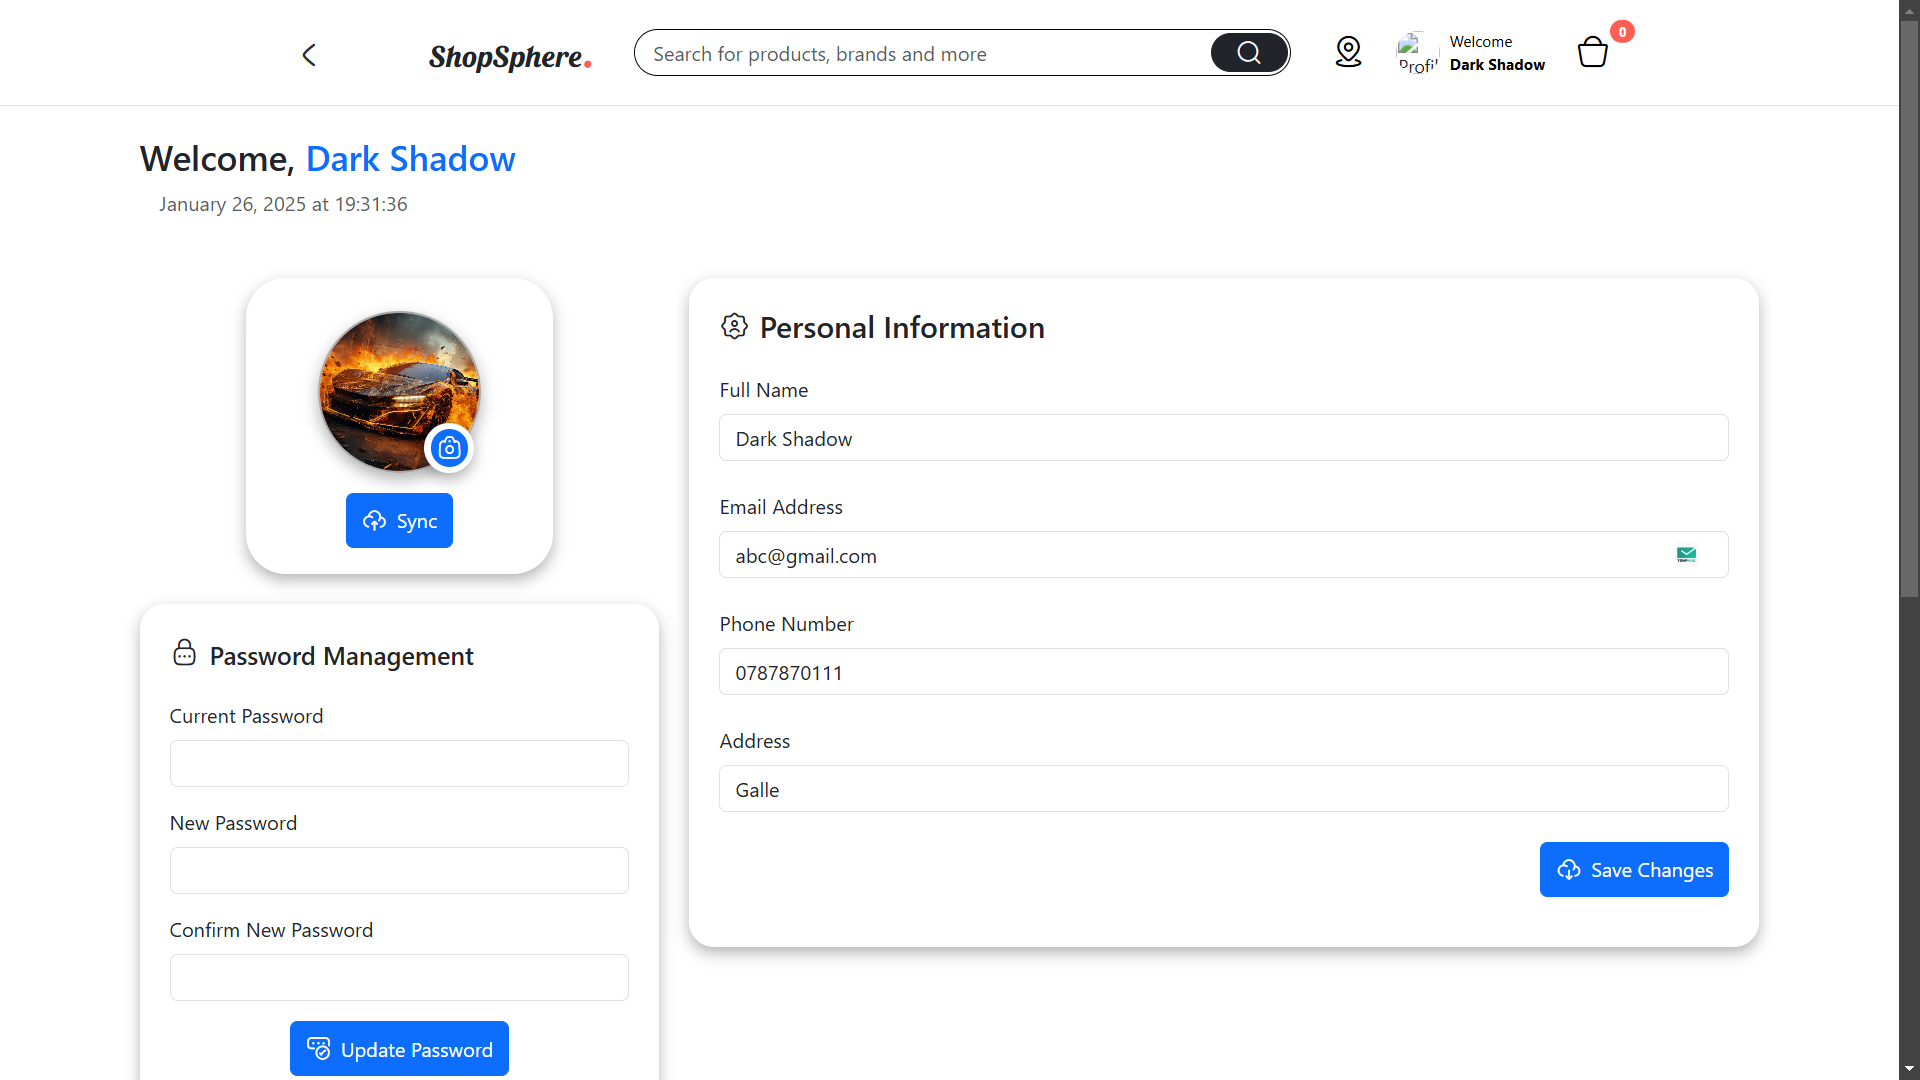 ShopSphere.
Search for products, brands and more
Profi
Welcome
Dark Shadow
0
Welcome, Dark Shadow
January 26, 2025 at 19:31:36
Sync
Password Management
Current Password
New Password
Confirm New Password
Update Password
Personal Information
Full Name
Dark Shadow
Email Address
abc@gmail.com
Phone Number
0787870111
Address
Galle
Save Changes